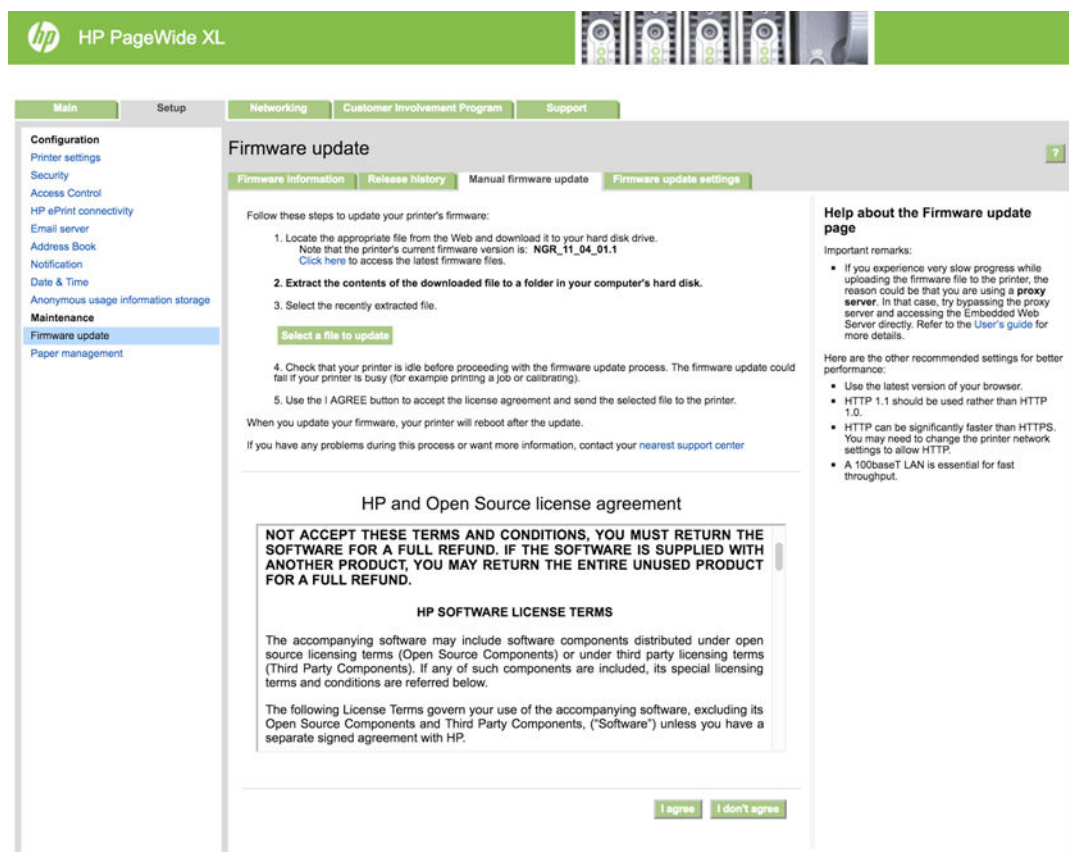 hp HP PageWide XL
Main Setup Networking Customer Involvement Program Support
Configuration
Printer settings
Security
Access Control
HP ePrint connectivity
Email server
Address Book
Notification
Date & Time
Anonymous usage information storage
Maintenance
Firmware update
Paper management
Firmware update
?
Firmware information Release history Manual firmware update Firmware update settings
Follow these steps to update your printer's firmware:
1. Locate the appropriate file from the Web and download it to your hard disk drive.
Note that the printer's current firmware version is: NGR_11_04_01.1
Click here to access the latest firmware files.
2. Extract the contents of the downloaded file to a folder in your computer's hard disk.
3. Select the recently extracted file.
Select a file to update
4. Check that your printer is idle before proceeding with the firmware update process. The firmware update could
fail if your printer is busy (for example printing a job or calibrating).
5. Use the I AGREE button to accept the license agreement and send the selected file to the printer.
When you update your firmware, your printer will reboot after the update.
If you have any problems during this process or want more information, contact your nearest support center
HP and Open Source license agreement
NOT ACCEPT THESE TERMS AND CONDITIONS, YOU MUST RETURN THE
SOFTWARE FOR A FULL REFUND. IF THE SOFTWARE IS SUPPLIED WITH
ANOTHER PRODUCT, YOU MAY RETURN THE ENTIRE UNUSED PRODUCT
FOR A FULL REFUND.
HP SOFTWARE LICENSE TERMS
The accompanying software may include software components distributed under open
source licensing terms (Open Source Components) or under third party licensing terms
(Third Party Components). If any of such components are included, its special licensing
terms and conditions are referred below.
The following License Terms govern your use of the accompanying software, excluding its
Open Source Components and Third Party Components, ("Software") unless you have a
separate signed agreement with HP.
I agree I don't agree
Help about the Firmware update
page
Important remarks:
▪ If you experience very slow progress while
uploading the firmware file to the printer, the
reason could be that you are using a proxy
server. In that case, try bypassing the proxy
server and accessing the Embedded Web
Server directly. Refer to the User's guide for
more details.
Here are the other recommended settings for better
performance:
▪ Use the latest version of your browser.
▪ HTTP 1.1 should be used rather than HTTP
1.0.
▪ HTTP can be significantly faster than HTTPS.
You may need to change the printer network
settings to allow HTTP.
▪ A 100baseT LAN is essential for fast
throughput.